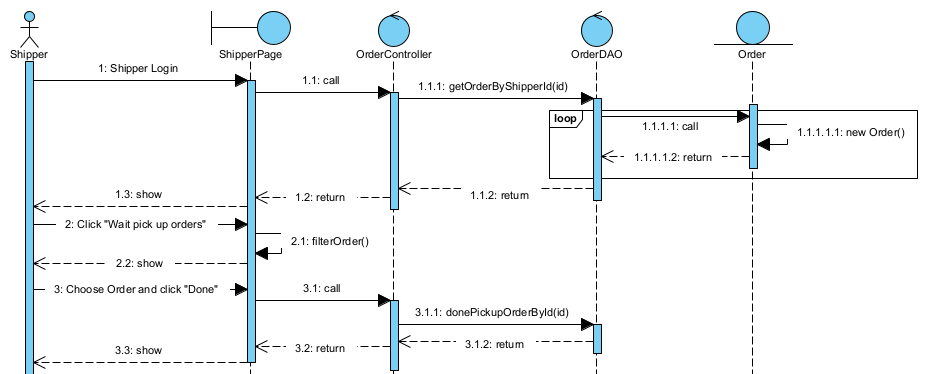 Shipper
ShipperPage
OrderController
OrderDAO
Order
1: Shipper Login
1.1: call
1.1.1: getOrderByShipperId(id)
loop
1.1.1.1: call
1.1.1.1.1: new Order()
1.1.1.1.2: return
1.1.2: return
1.2: return
1.3: show
2: Click "Wait pick up orders"
2.1: filterOrder()
2.2: show
3: Choose Order and click "Done"
3.1: call
3.1.1: donePickupOrderById(id)
3.1.2: return
3.2: return
3.3: show